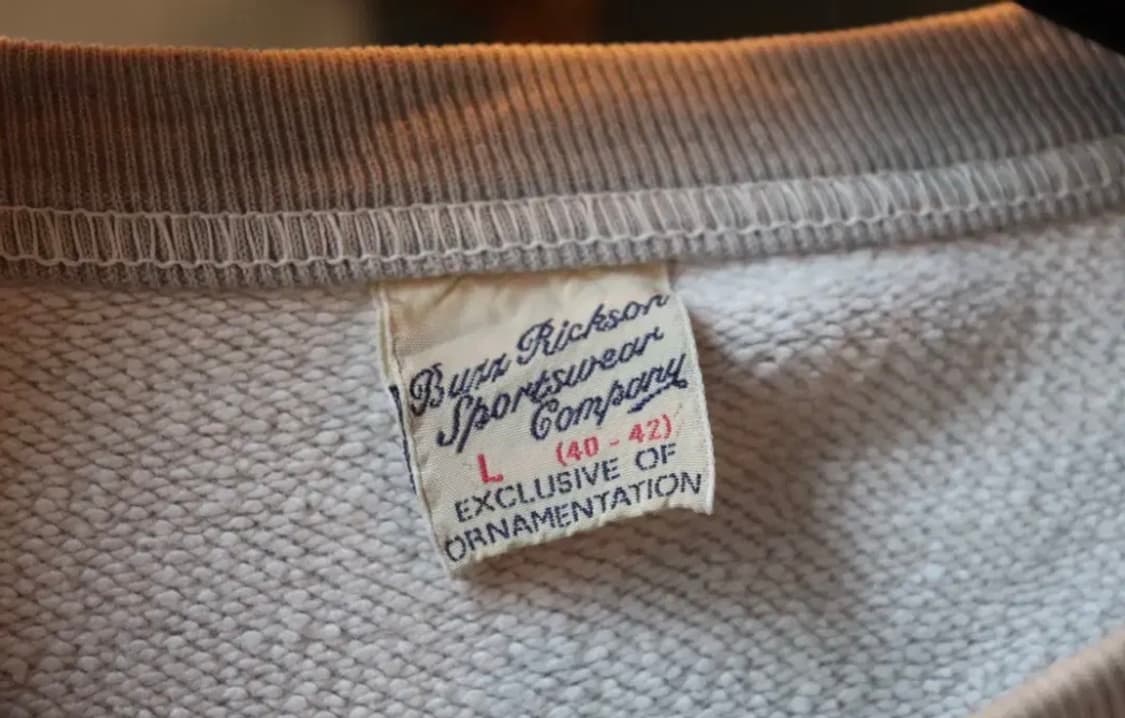 Buzz Rickson
Sportswear
Company
L (40 - 42)
EXCLUSIVE OF
ORNAMENTATION